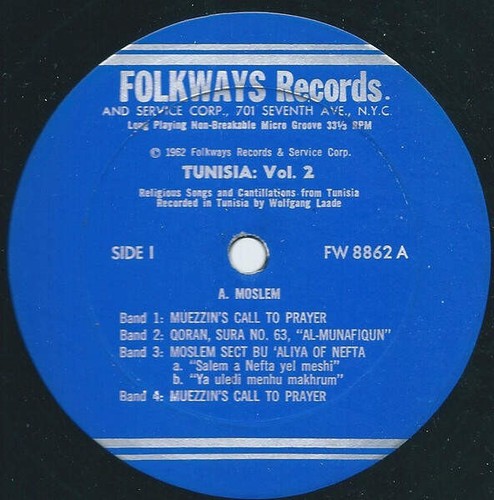 FOLKWAYS Records.
AND SERVICE CORP., 701 SEVENTH AVE., N.Y.C.
Long Playing Non-Breakable Micro Groove 33⅓ RPM
© 1962 Folkways Records & Service Corp.
TUNISIA: Vol. 2
Religious Songs and Cantillations from Tunisia
Recorded in Tunisia by Wolfgang Laade
SIDE I
FW 8862 A
A. MOSLEM
Band 1: MUEZZIN'S CALL TO PRAYER
Band 2: QORAN, SURA NO. 63, "AL-MUNAFIQUN"
Band 3: MOSLEM SECT BU 'ALIYA OF NEFTA
a. "Salem a Nefta yel meshi"
b. "Ya uledi menhu makhrum"
Band 4: MUEZZIN'S CALL TO PRAYER